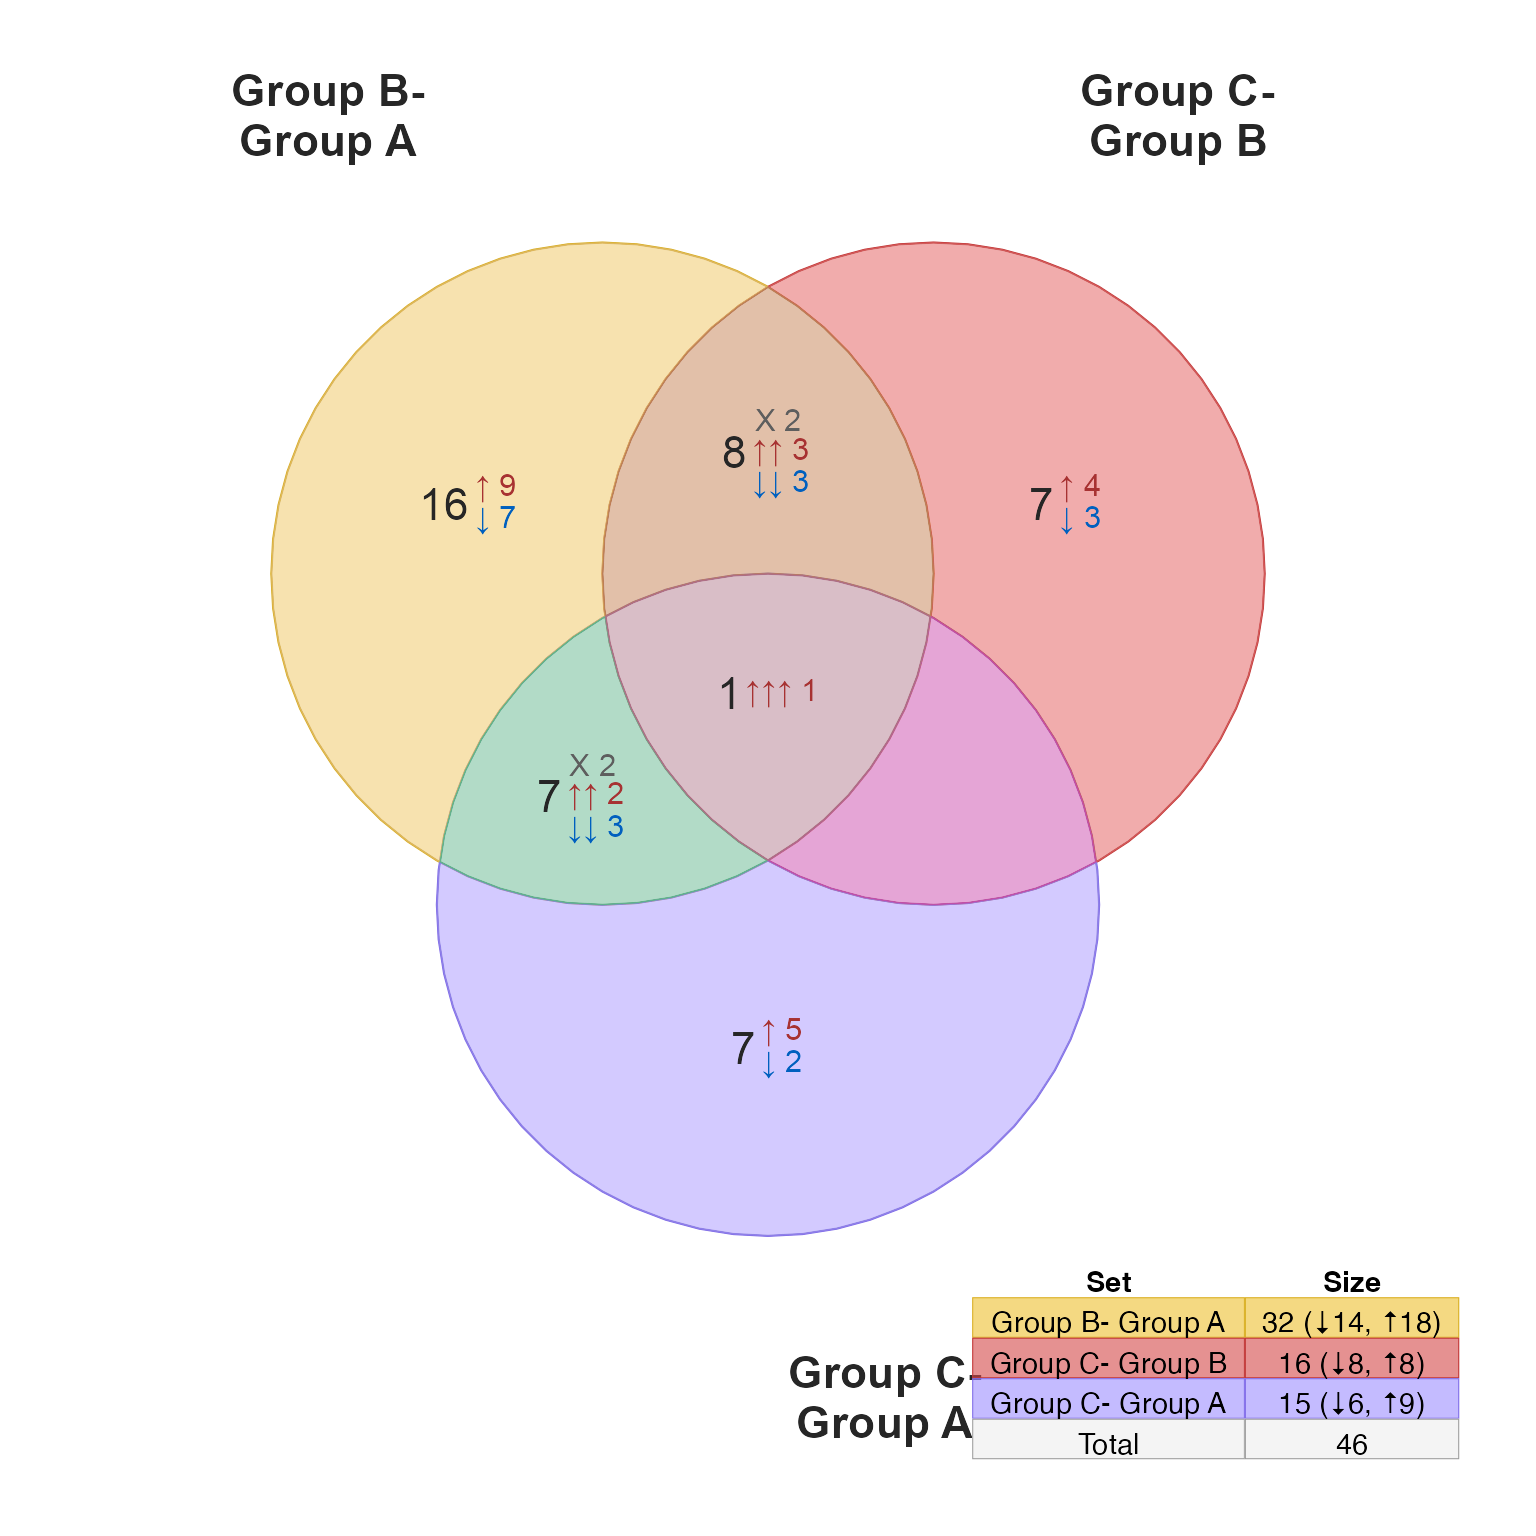 Group B-
Group A
Group C-
Group B
X 2
8 ↑↑ 3
↓↓ 3
16 ↑ 9
↓ 7
7 ↑ 4
↓ 3
1 ↑↑↑ 1
X 2
7 ↑↑ 2
↓↓ 3
7 ↑ 5
↓ 2
Group C-
Group A
Set Size
Group B- Group A 32 (↓14, ↑18)
Group C- Group B 16 (↓8, ↑8)
Group C- Group A 15 (↓6, ↑9)
Total 46